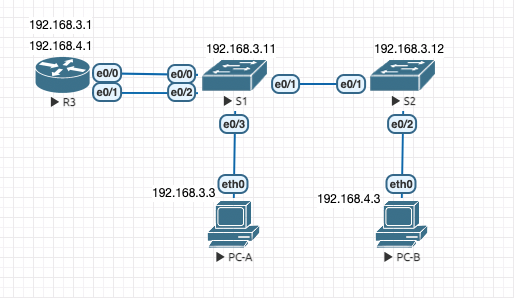 192.168.3.1
192.168.4.1
192.168.3.11
192.168.3.12
e0/0
e0/0
e0/1
e0/1
e0/1
e0/2
R3
S1
S2
e0/3
e0/2
192.168.3.3
eth0
192.168.4.3
eth0
PC-A
PC-B